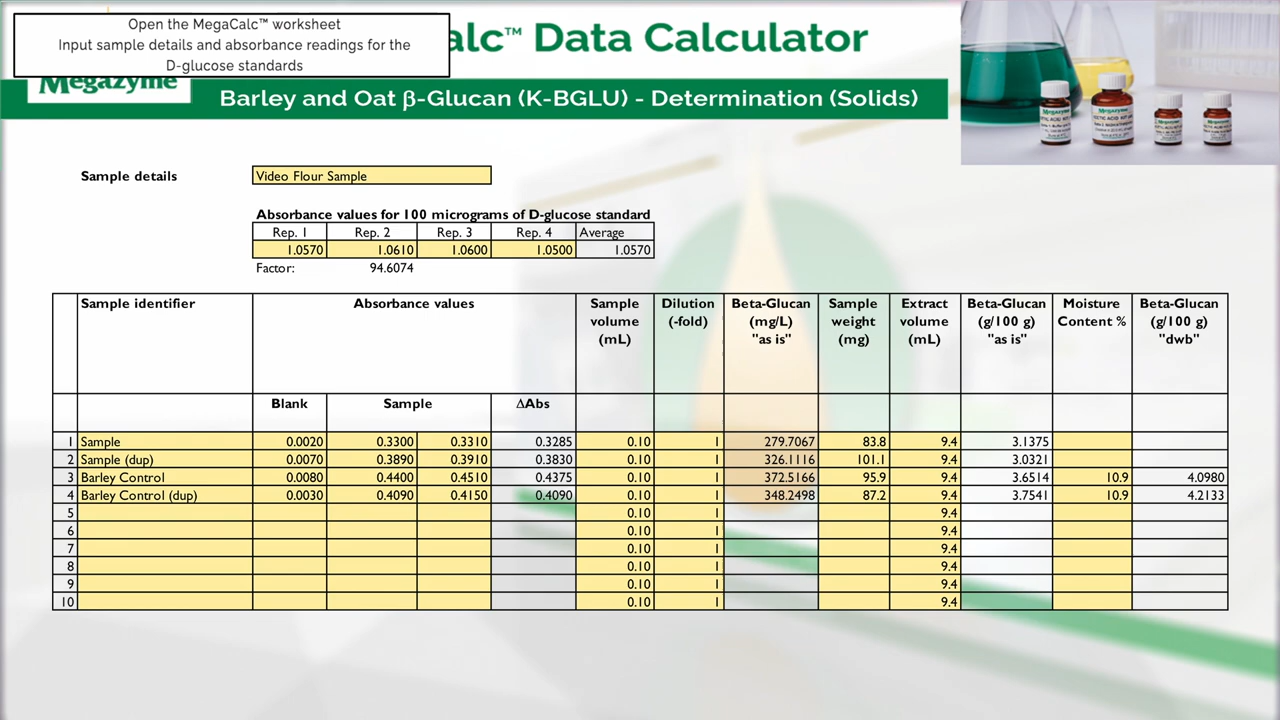 Open the MegaCalc™ worksheet
Input sample details and absorbance readings for the
D-glucose standards
alc™ Data Calculator
Megazyme
Barley and Oat β-Glucan (K-BGLU) - Determination (Solids)
Sample details Video Flour Sample
Absorbance values for 100 micrograms of D-glucose standard
Rep. 1 Rep. 2 Rep. 3 Rep. 4 Average
1.0570 1.0610 1.0600 1.0500 1.0570
Factor: 94.6074
Sample identifier Absorbance values Sample Dilution Beta-Glucan Sample Extract Beta-Glucan Moisture Beta-Glucan
volume (-fold) (mg/L) weight volume (g/100 g) Content % (g/100 g)
(mL) "as is" (mg) (mL) "as is" "dwb"
Blank Sample ΔAbs
1 Sample 0.0020 0.3300 0.3310 0.3285 0.10 1 279.7067 83.8 9.4 3.1375
2 Sample (dup) 0.0070 0.3890 0.3910 0.3830 0.10 1 326.1116 101.1 9.4 3.0321
3 Barley Control 0.0080 0.4400 0.4510 0.4375 0.10 1 372.5166 95.9 9.4 3.6514 10.9 4.0980
4 Barley Control (dup) 0.0030 0.4090 0.4150 0.4090 0.10 1 348.2498 87.2 9.4 3.7541 10.9 4.2133
5 0.10 1 9.4
6 0.10 1 9.4
7 0.10 1 9.4
8 0.10 1 9.4
9 0.10 1 9.4
10 0.10 1 9.4